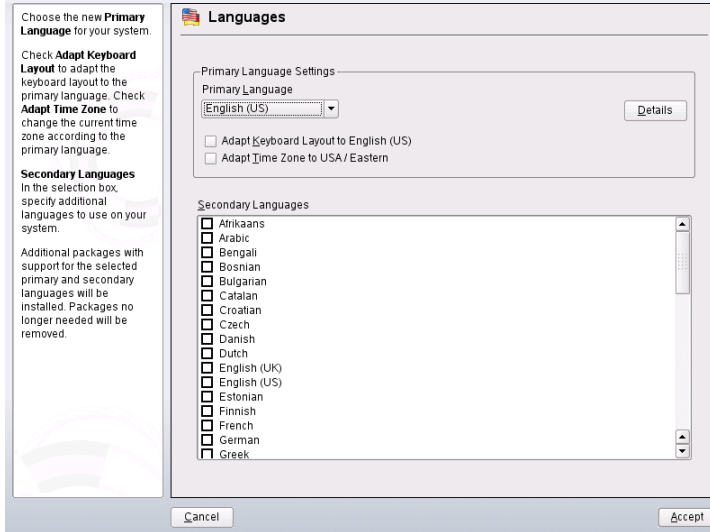 Choose the new Primary
Language for your system.
Check Adapt Keyboard
Layout to adapt the
keyboard layout to the
primary language. Check
Adapt Time Zone to
change the current time
zone according to the
primary language.
Secondary Languages
In the selection box,
specify additional
languages to use on your
system.
Additional packages with
support for the selected
primary and secondary
languages will be
installed. Packages no
longer needed will be
removed.
Languages
Primary Language Settings
Primary Language
English (US)
Details
Adapt Keyboard Layout to English (US)
Adapt Time Zone to USA / Eastern
Secondary Languages
Afrikaans
Arabic
Bengali
Bosnian
Bulgarian
Catalan
Croatian
Czech
Danish
Dutch
English (UK)
English (US)
Estonian
Finnish
French
German
Greek
Cancel
Accept